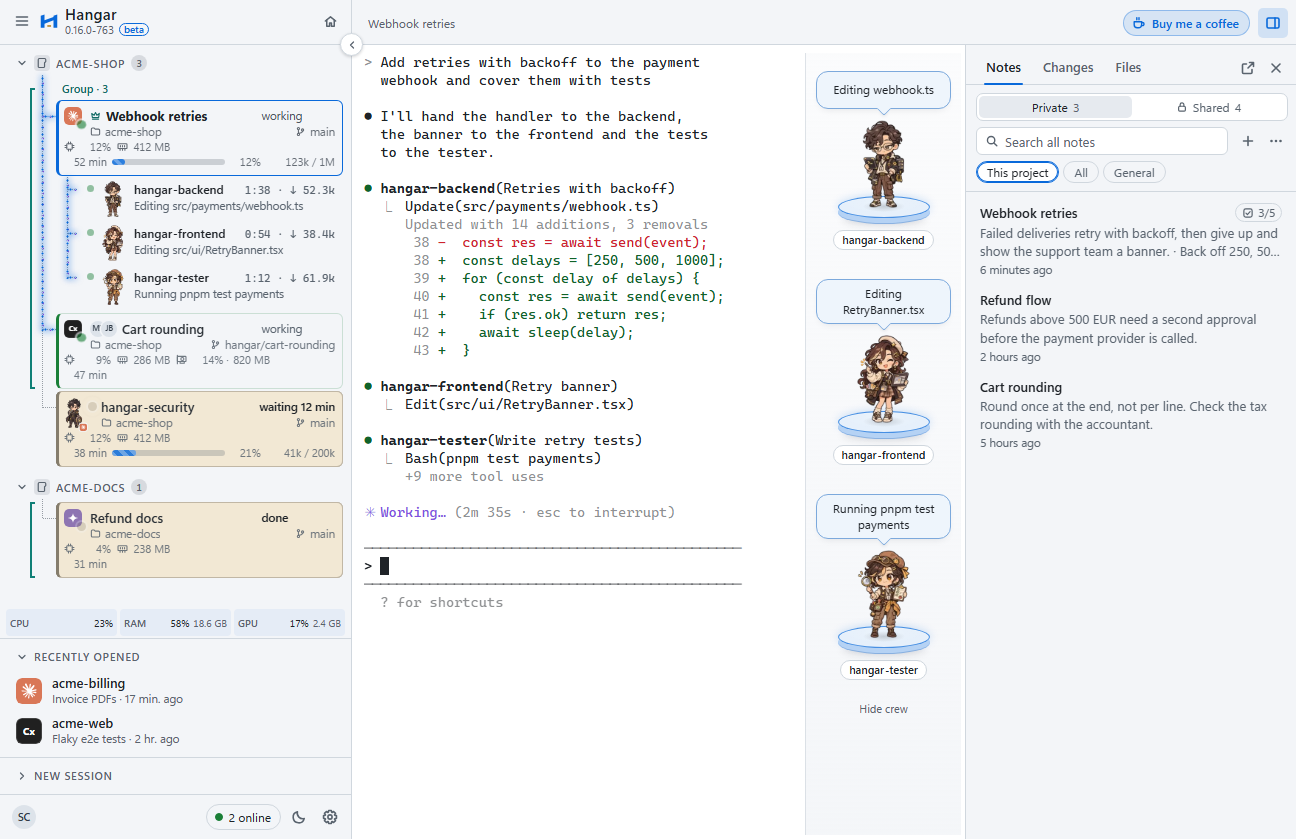 Hangar
0.16.0-763 beta
ACME-SHOP 3
Group · 3
Webhook retries working
acme-shop main
12% 412 MB
52 min 12% 123k / 1M
hangar-backend 1:38 · ↓ 52.3k
Editing src/payments/webhook.ts
hangar-frontend 0:54 · ↓ 38.4k
Editing src/ui/RetryBanner.tsx
hangar-tester 1:12 · ↓ 61.9k
Running pnpm test payments
Cx M JB Cart rounding working
acme-shop hangar/cart-rounding
9% 286 MB 14% · 820 MB
47 min
hangar-security waiting 12 min
acme-shop main
12% 412 MB
38 min 21% 41k / 200k
ACME-DOCS 1
Refund docs done
acme-docs main
4% 238 MB
31 min
CPU 23% RAM 58% 18.6 GB GPU 17% 2.4 GB
RECENTLY OPENED
acme-billing
Invoice PDFs · 17 min. ago
Cx acme-web
Flaky e2e tests · 2 hr. ago
NEW SESSION
SC 2 online
Webhook retries
Buy me a coffee
> Add retries with backoff to the payment
webhook and cover them with tests
● I'll hand the handler to the backend,
the banner to the frontend and the tests
to the tester.
● hangar-backend(Retries with backoff)
⎿ Update(src/payments/webhook.ts)
Updated with 14 additions, 3 removals
38 - const res = await send(event);
38 + const delays = [250, 500, 1000];
39 + for (const delay of delays) {
40 + const res = await send(event);
41 + if (res.ok) return res;
42 + await sleep(delay);
43 + }
● hangar-frontend(Retry banner)
⎿ Edit(src/ui/RetryBanner.tsx)
● hangar-tester(Write retry tests)
⎿ Bash(pnpm test payments)
+9 more tool uses
✳ Working… (2m 35s · esc to interrupt)
>
? for shortcuts
Editing webhook.ts
hangar-backend
Editing
RetryBanner.tsx
hangar-frontend
Running pnpm test
payments
hangar-tester
Hide crew
Notes Changes Files
Private 3 Shared 4
Search all notes
This project All General
Webhook retries 3/5
Failed deliveries retry with backoff, then give up and
show the support team a banner. · Back off 250, 50...
6 minutes ago
Refund flow
Refunds above 500 EUR need a second approval
before the payment provider is called.
2 hours ago
Cart rounding
Round once at the end, not per line. Check the tax
rounding with the accountant.
5 hours ago